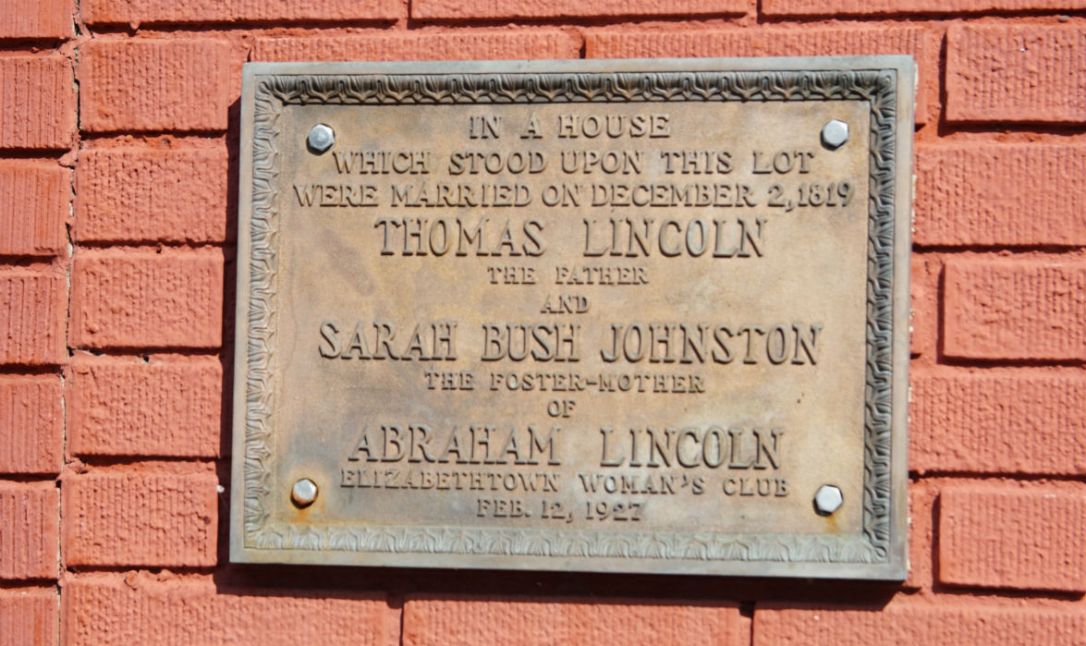 IN A HOUSE
WHICH STOOD UPON THIS LOT
WERE MARRIED ON DECEMBER 2, 1819
THOMAS LINCOLN
THE FATHER
AND
SARAH BUSH JOHNSTON
THE FOSTER-MOTHER
OF
ABRAHAM LINCOLN
ELIZABETHTOWN WOMAN'S CLUB
FEB. 12, 1927